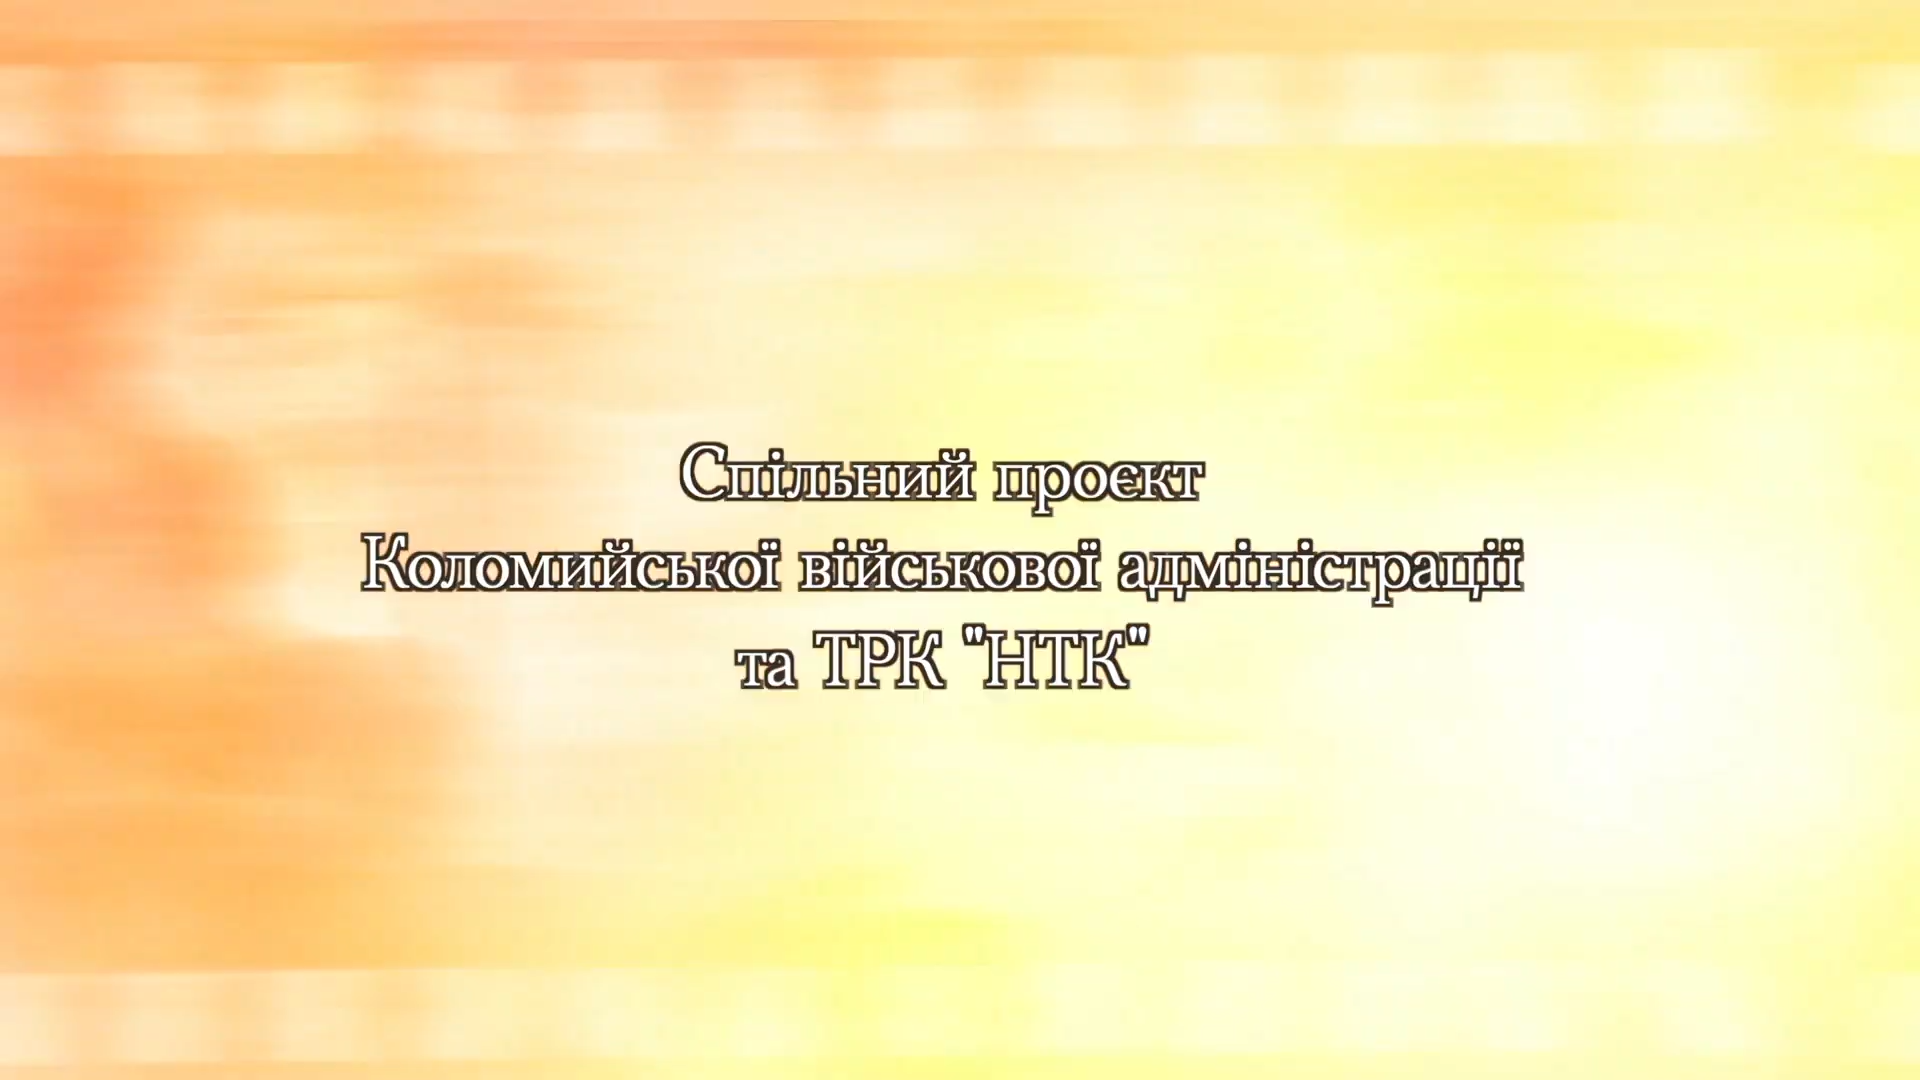 Спільний проєкт
Коломийської військової адміністрації
та ТРК "НТК"